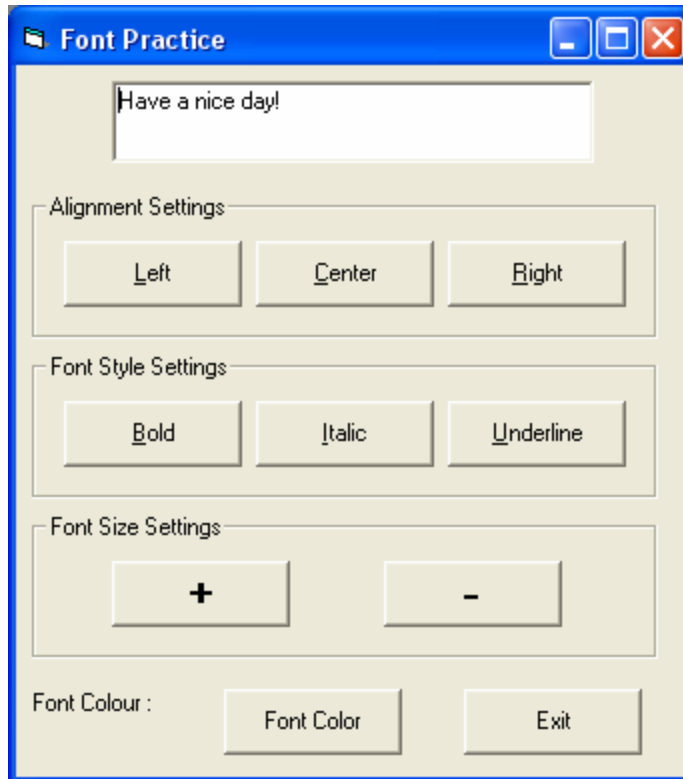 Font Practice
Have a nice day!
Alignment Settings
Left Center Right
Font Style Settings
Bold Italic Underline
Font Size Settings
+ -
Font Colour : Font Color Exit